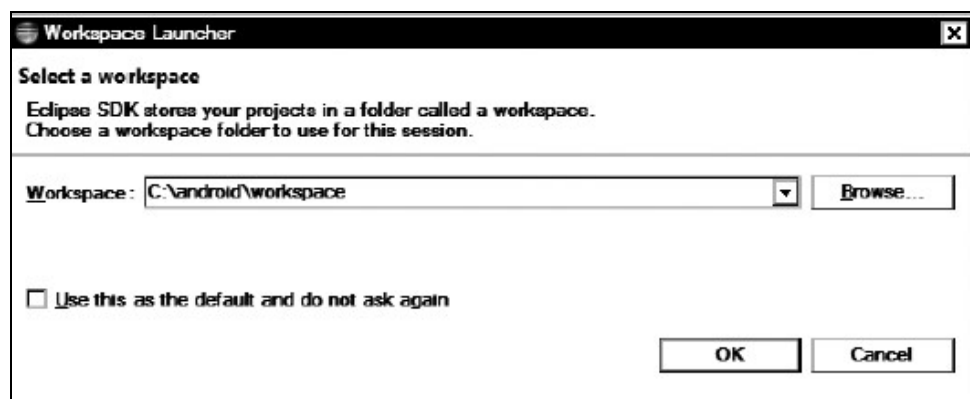 Workspace Launcher
Select a workspace
Eclipse SDK stores your projects in a folder called a workspace.
Choose a workspace folder to use for this session.
Workspace: C:\android\workspace Browse...
Use this as the default and do not ask again
OK Cancel